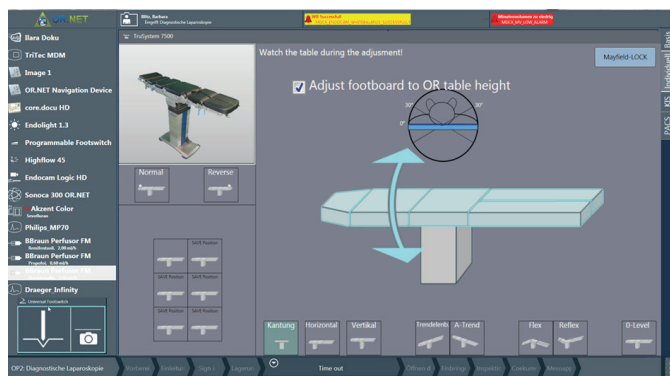 OR.NET
Ilara Doku
TriTec MDM
Image 1
OR.NET Navigation Device
core.docu HD
Endolight 1.3
Programmable Footswitch
Highflow 45
Endocam Logic HD
Sonoca 300 OR.NET
Akzent Color
Philips_MP70
BBraun Perfusor FM
BBraun Perfusor FM
BBraun Perfusor FM
Draeger_Infinity
Universal Footswitch
OP2: Diagnostische Laparoskopie
Blitz, Barbara
Eingriff: Diagnostische Laparoskopie
WB Successfull
TruSystem 7500
Watch the table during the adjusment!
Mayfield-LOCK
Adjust footboard to OR table height
30°
30°
0°
Normal
Reverse
SAVE Position
SAVE Position
SAVE Position
SAVE Position
SAVE Position
Kantung
Horizontal
Vertikal
Trendelenb.
A-Trend
Flex
Reflex
0-Level
Time out
Basis
Individuell
KIS
PACS